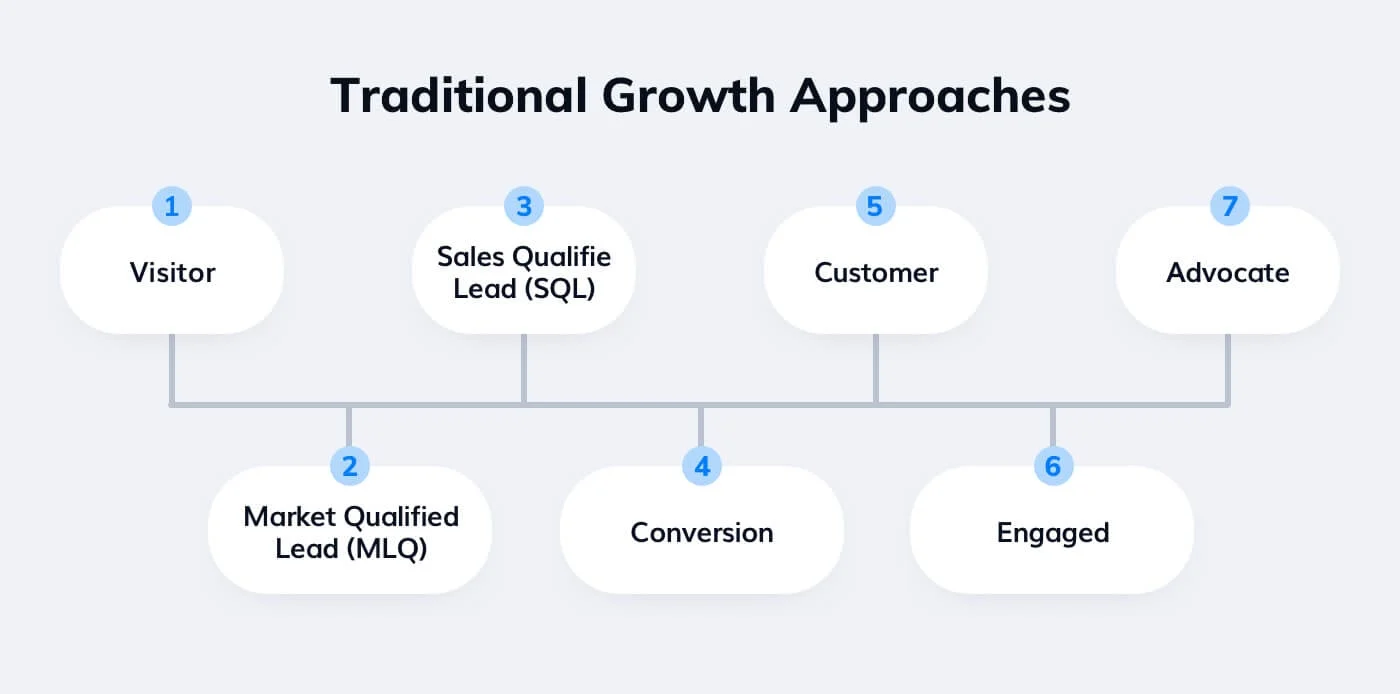 Traditional Growth Approaches
1
Visitor
2
Market Qualified
Lead (MLQ)
3
Sales Qualifie
Lead (SQL)
4
Conversion
5
Customer
6
Engaged
7
Advocate